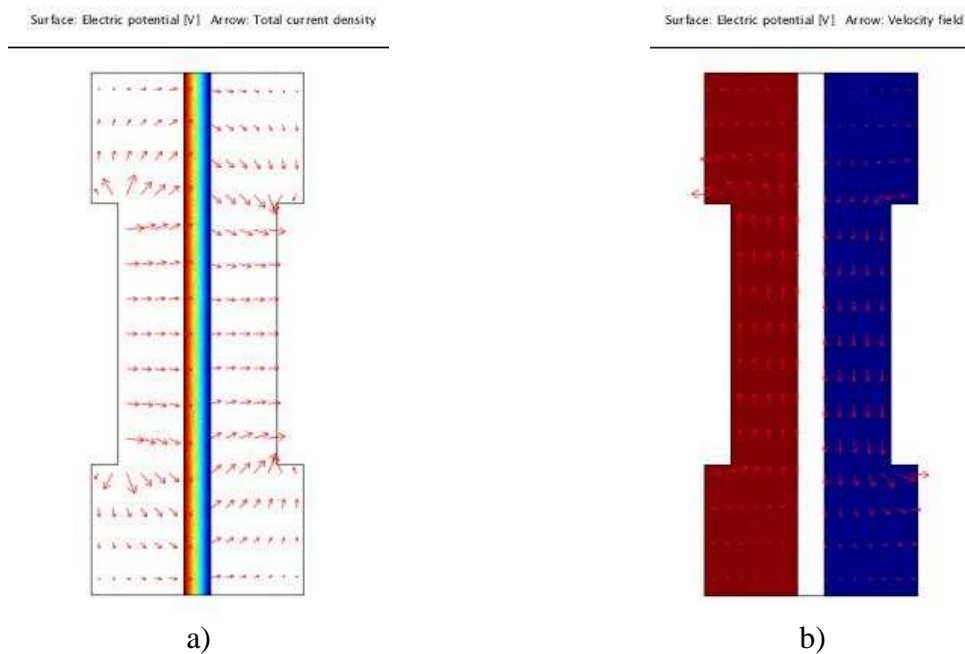 Surface: Electric potential [V] Arrow: Total current density
Surface: Electric potential [V] Arrow: Velocity field
a)
b)